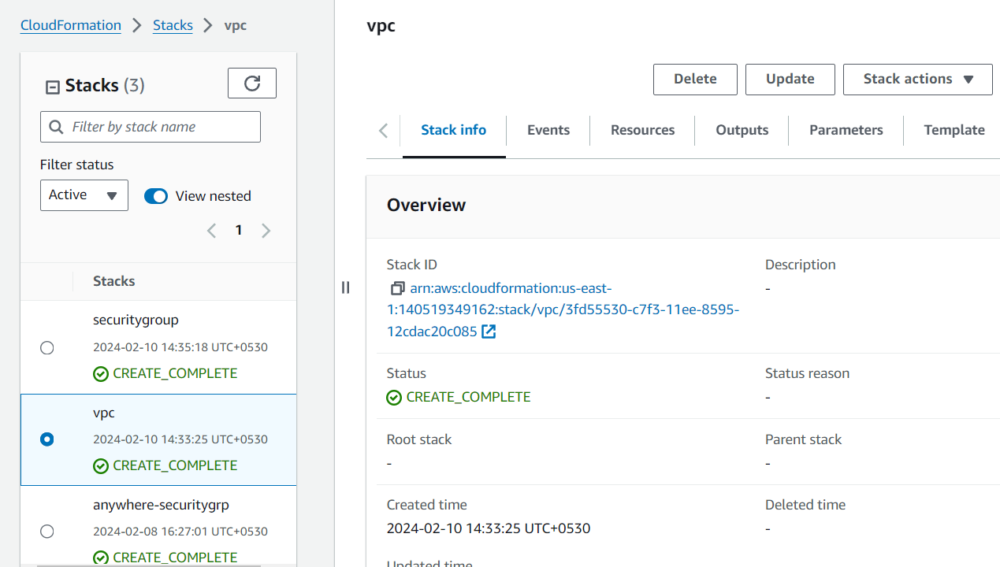 CloudFormation > Stacks > vpc
Stacks (3)
Filter by stack name
Filter status
Active
View nested
1
Stacks
securitygroup
2024-02-10 14:35:18 UTC+0530
CREATE_COMPLETE
vpc
2024-02-10 14:33:25 UTC+0530
CREATE_COMPLETE
anywhere-securitygrp
2024-02-08 16:27:01 UTC+0530
CREATE_COMPLETE
vpc
Delete
Update
Stack actions
Stack info
Events
Resources
Outputs
Parameters
Template
Overview
Stack ID
arn:aws:cloudformation:us-east-
1:140519349162:stack/vpc/3fd55530-c7f3-11ee-8595-
12cdac20c085
Description
-
Status
CREATE_COMPLETE
Status reason
-
Root stack
-
Parent stack
-
Created time
2024-02-10 14:33:25 UTC+0530
Deleted time
-
Updated time